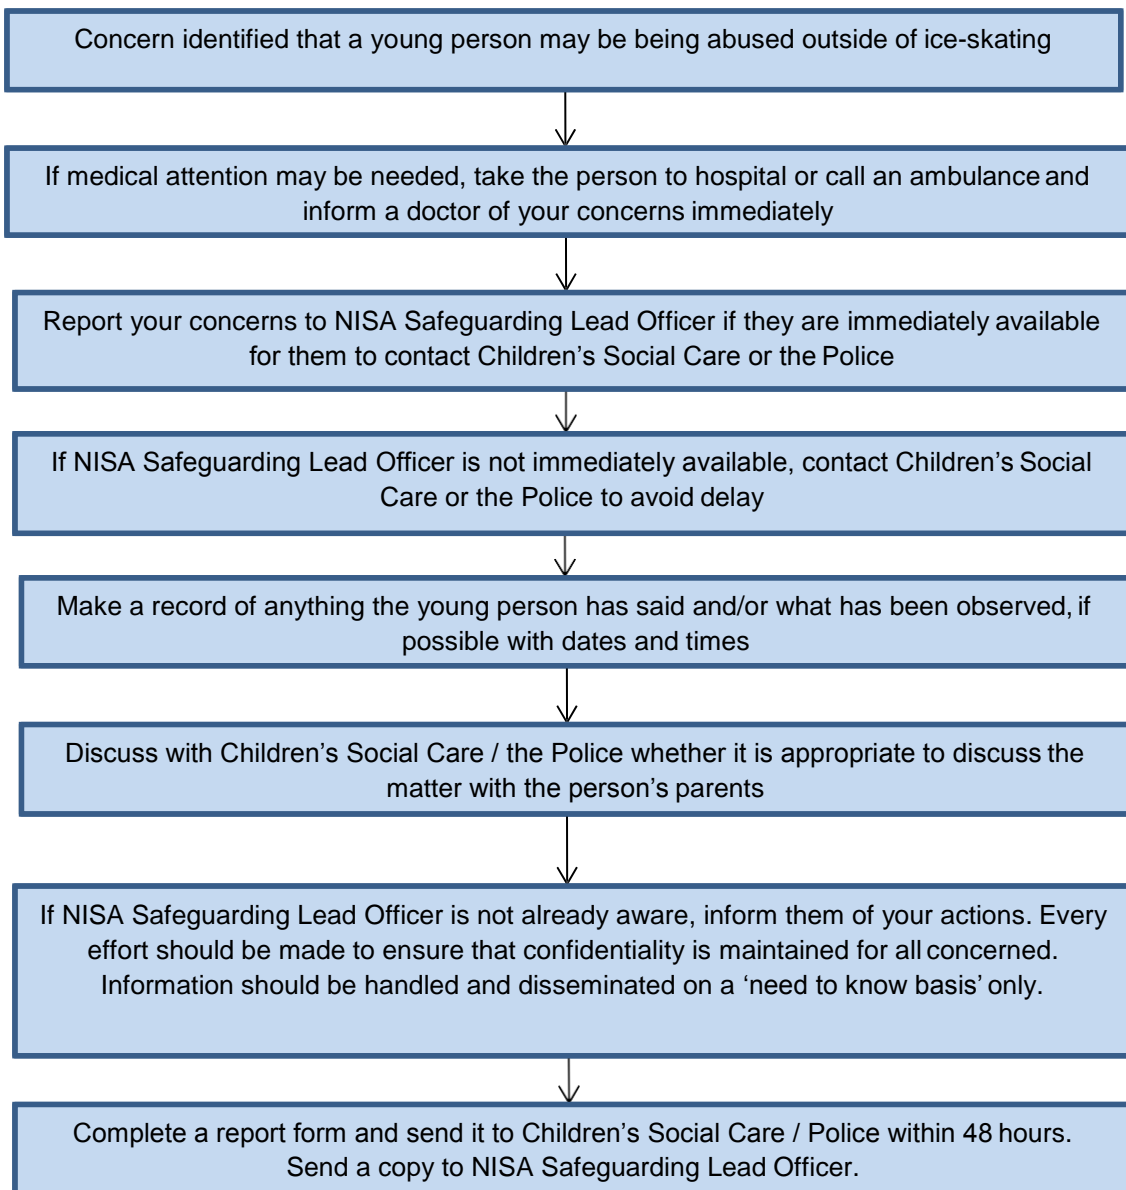 Concern identified that a young person may be being abused outside of ice-skating
If medical attention may be needed, take the person to hospital or call an ambulance and
inform a doctor of your concerns immediately
Report your concerns to NISA Safeguarding Lead Officer if they are immediately available
for them to contact Children’s Social Care or the Police
If NISA Safeguarding Lead Officer is not immediately available, contact Children’s Social
Care or the Police to avoid delay
Make a record of anything the young person has said and/or what has been observed, if
possible with dates and times
Discuss with Children’s Social Care / the Police whether it is appropriate to discuss the
matter with the person’s parents
If NISA Safeguarding Lead Officer is not already aware, inform them of your actions. Every
effort should be made to ensure that confidentiality is maintained for all concerned.
Information should be handled and disseminated on a ‘need to know basis’ only.
Complete a report form and send it to Children’s Social Care / Police within 48 hours.
Send a copy to NISA Safeguarding Lead Officer.